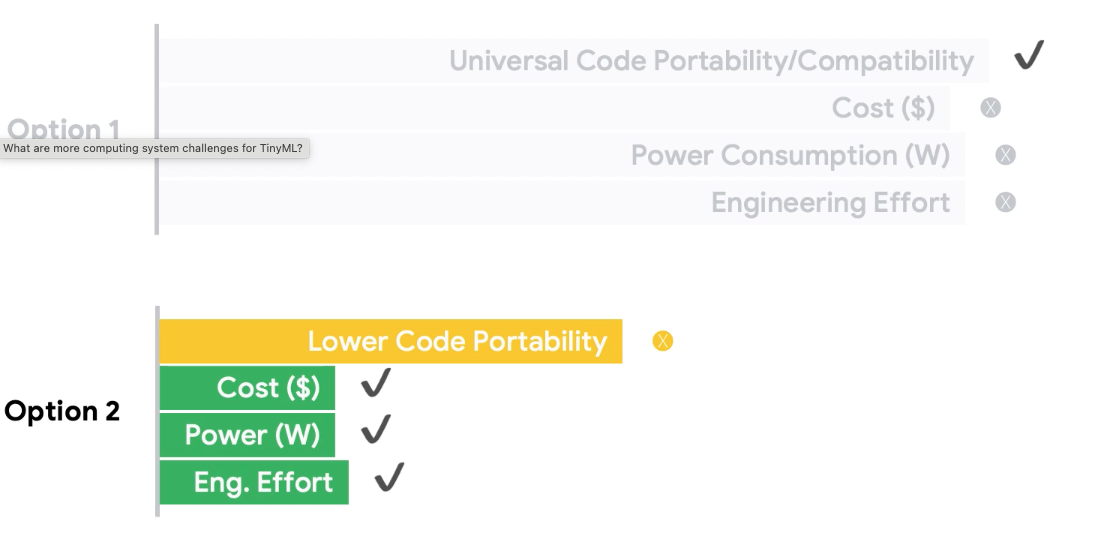 Universal Code Portability/Compatibility
Cost ($)
Option 1
What are more computing system challenges for TinyML?
Power Consumption (W)
Engineering Effort
Lower Code Portability
Cost ($)
Option 2
Power (W)
Eng. Effort